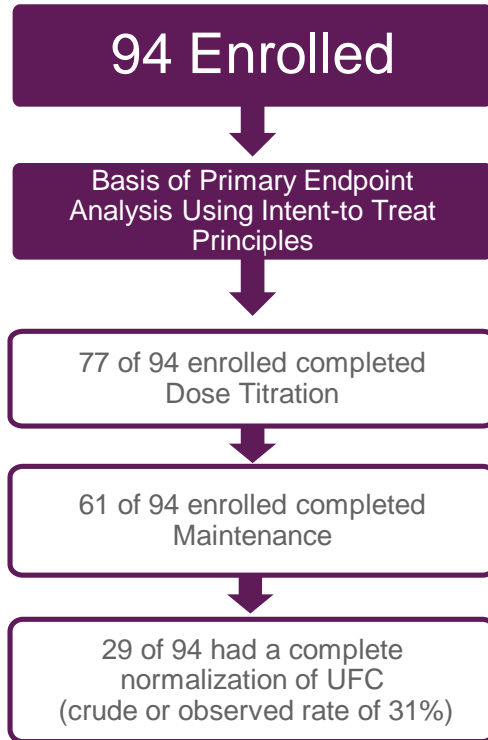 94 Enrolled
Basis of Primary Endpoint
Analysis Using Intent-to Treat
Principles
77 of 94 enrolled completed
Dose Titration
61 of 94 enrolled completed
Maintenance
29 of 94 had a complete
normalization of UFC
(crude or observed rate of 31%)